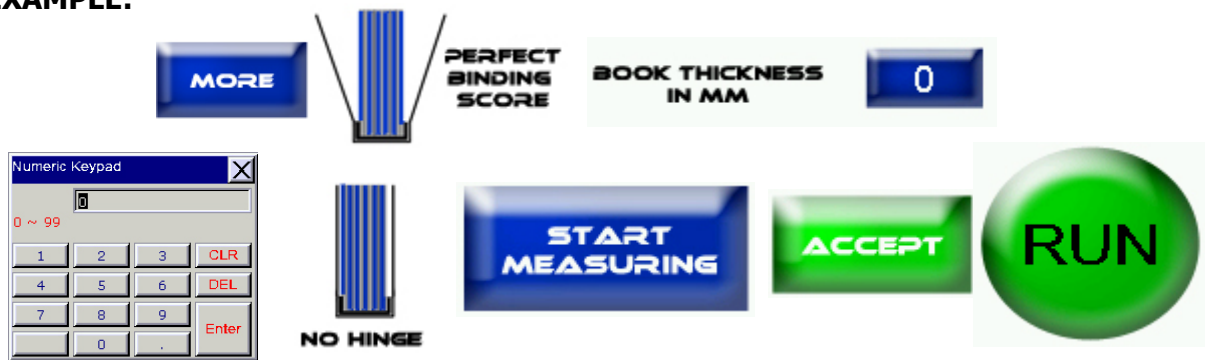 EXAMPLE:
MORE
PERFECT
BINDING
SCORE
BOOK THICKNESS
IN MM
0
Numeric Keypad
0
0 ~ 99
1 2 3 CLR
4 5 6 DEL
7 8 9 Enter
0 .
NO HINGE
START
MEASURING
ACCEPT
RUN